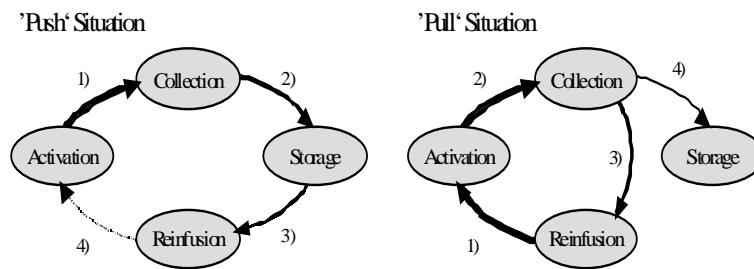 ’Push‘ Situation
1)
Collection
2)
Activation
Storage
4)
Reinfusion
3)
’Pull‘ Situation
2)
Collection
4)
Activation
3)
Storage
1)
Reinfusion